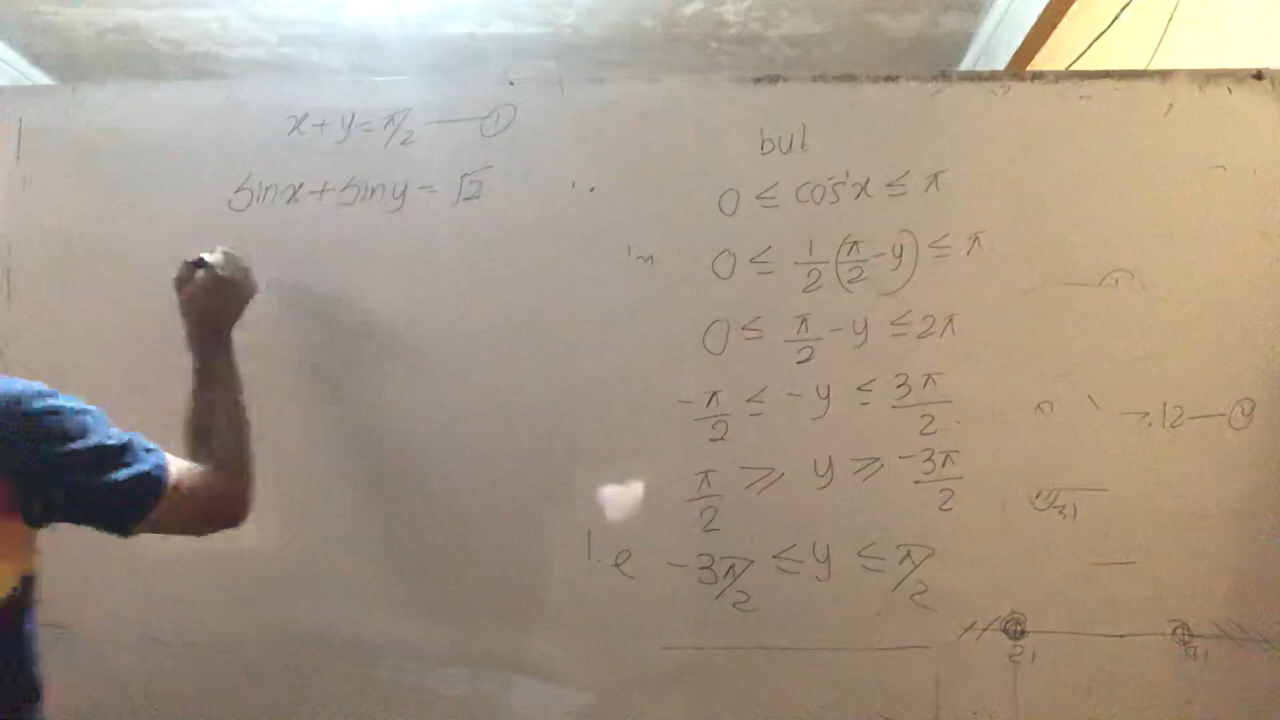 x + y = π/2 —— ①
sinx + siny = √2
but
0 ≤ cos⁻¹x ≤ π
0 ≤ 1/2 (π/2 - y) ≤ π
0 ≤ π/2 - y ≤ 2π
-π/2 ≤ -y ≤ 3π/2
π/2 ≥ y ≥ -3π/2
i.e -3π/2 ≤ y ≤ π/2
12 —